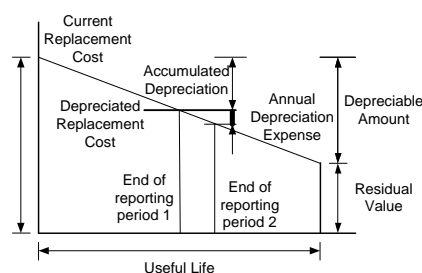 Current
Replacement
Cost
Accumulated
Depreciation
Annual
Depreciation
Expense
Depreciable
Amount
Depreciated
Replacement
Cost
End of
reporting
period 1
End of
reporting
period 2
Residual
Value
Useful Life